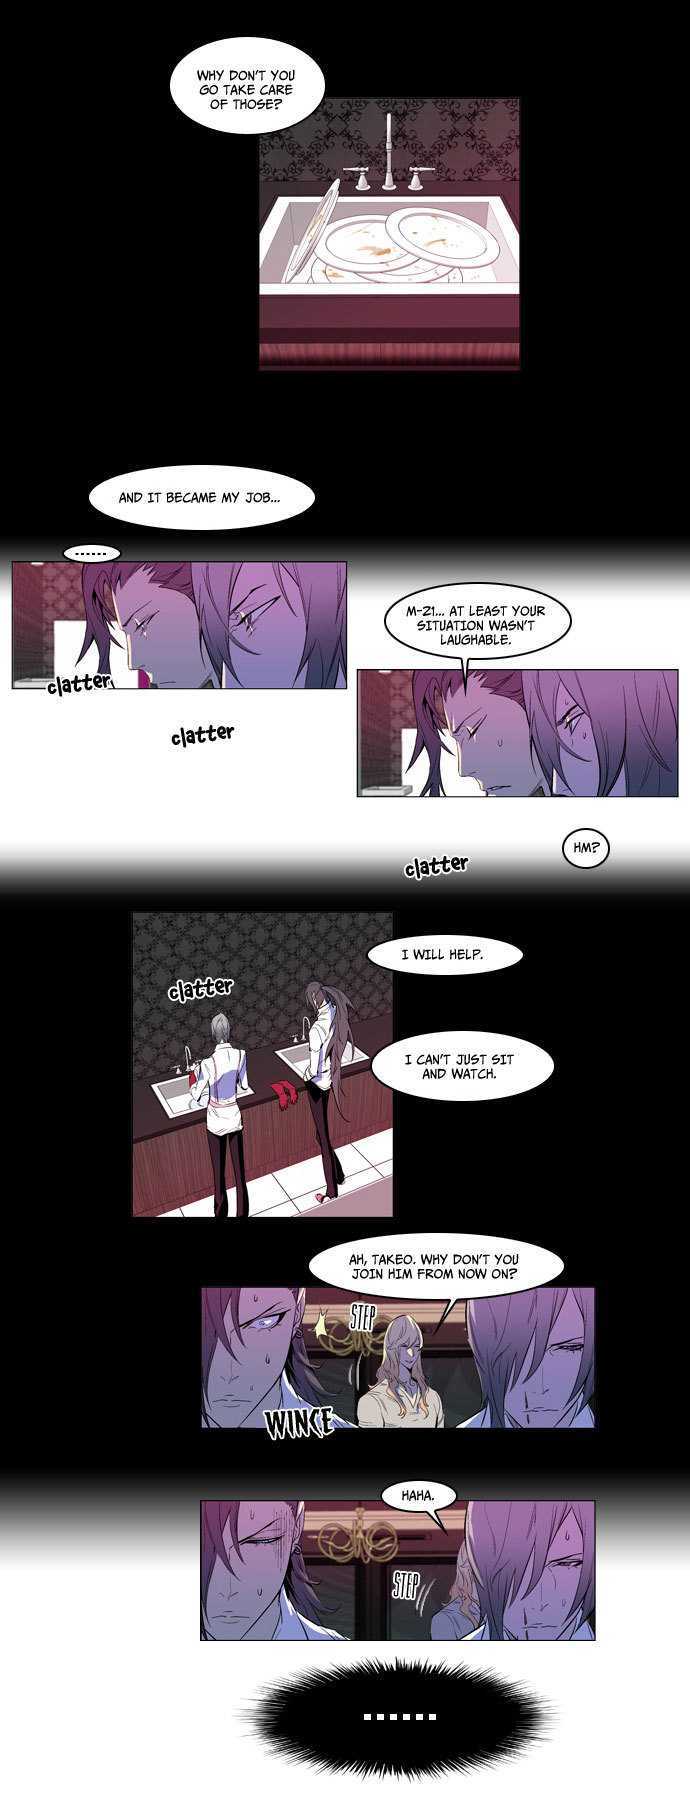 WHY DON'T YOU
GO TAKE CARE
OF THOSE?
AND IT BECAME MY JOB...
......
clatter
clatter
M-21... AT LEAST YOUR
SITUATION WASN'T
LAUGHABLE.
clatter
HM?
clatter
I WILL HELP.
I CAN'T JUST SIT
AND WATCH.
AH, TAKEO. WHY DON'T YOU
JOIN HIM FROM NOW ON?
STEP
WINCE
HAHA.
STEP
......